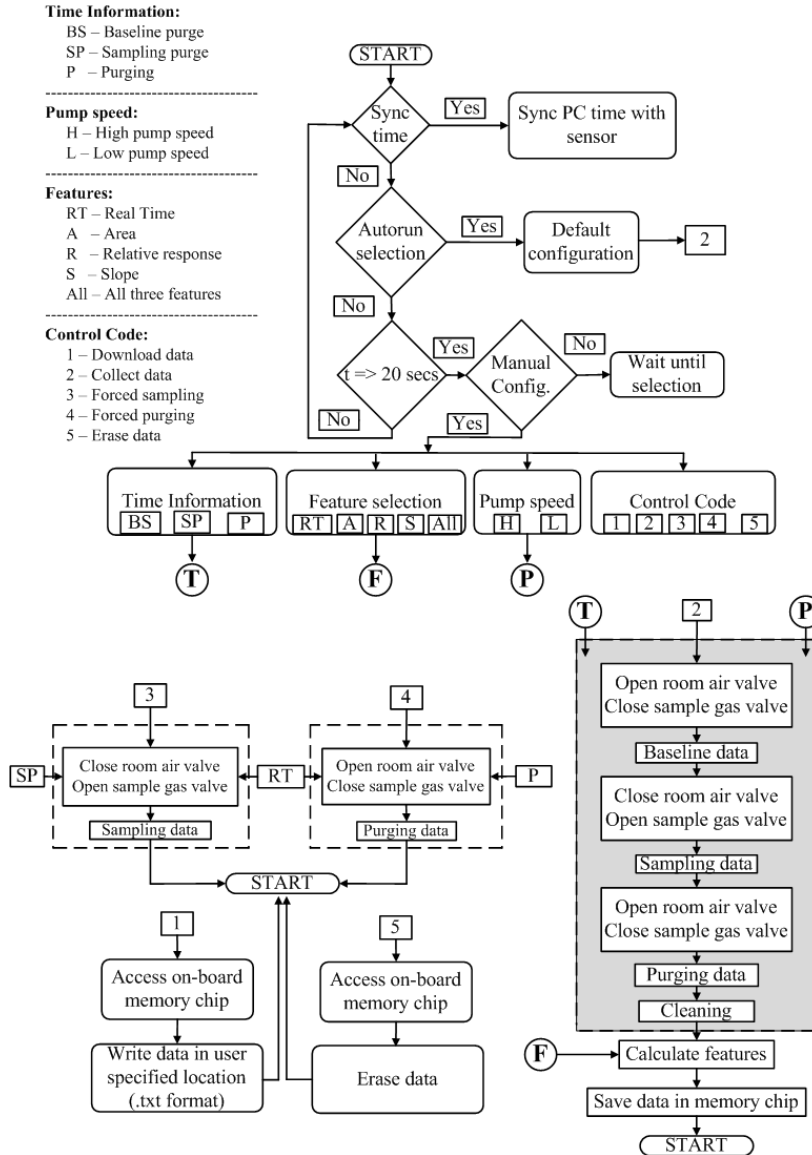 Time Information:
BS – Baseline purge
SP – Sampling purge
P – Purging
Pump speed:
H – High pump speed
L – Low pump speed
Features:
RT – Real Time
A – Area
R – Relative response
S – Slope
All – All three features
Control Code:
1 – Download data
2 – Collect data
3 – Forced sampling
4 – Forced purging
5 – Erase data
START
Sync
time
Yes
Sync PC time with
sensor
No
Autorun
selection
Yes
Default
configuration
2
No
t => 20 secs
Yes
Manual
Config.
No
Wait until
selection
No
Yes
Time Information
BS SP P
Feature selection
RT A R S All
Pump speed
H L
Control Code
1 2 3 4 5
T
F
P
3
SP
Close room air valve
Open sample gas valve
Sampling data
RT
4
Open room air valve
Close sample gas valve
P
Purging data
START
1
Access on-board
memory chip
Write data in user
specified location
(.txt format)
5
Access on-board
memory chip
Erase data
T
2
P
Open room air valve
Close sample gas valve
Baseline data
Close room air valve
Open sample gas valve
Sampling data
Open room air valve
Close sample gas valve
Purging data
Cleaning
F
Calculate features
Save data in memory chip
START